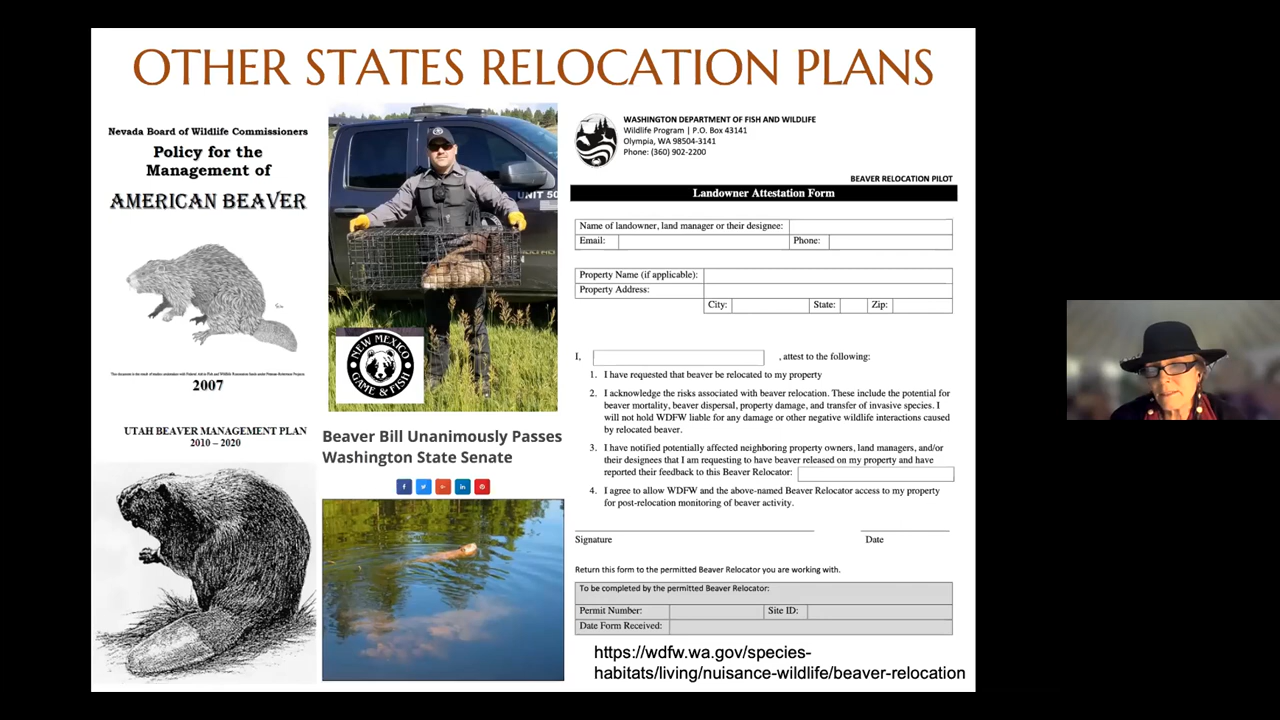 OTHER STATES RELOCATION PLANS
Nevada Board of Wildlife Commissioners
Policy for the
Management of
AMERICAN BEAVER
2007
UTAH BEAVER MANAGEMENT PLAN
2010 – 2020
UNIT 50
NEW MEXICO
GAME & FISH
Beaver Bill Unanimously Passes
Washington State Senate
WASHINGTON DEPARTMENT OF FISH AND WILDLIFE
Wildlife Program | P.O. Box 43141
Olympia, WA 98504-3141
Phone: (360) 902-2200
BEAVER RELOCATION PILOT
Landowner Attestation Form
Name of landowner, land manager or their designee:
Email: Phone:
Property Name (if applicable):
Property Address:
City: State: Zip:
I, , attest to the following:
1. I have requested that beaver be relocated to my property
2. I acknowledge the risks associated with beaver relocation. These include the potential for
beaver mortality, beaver dispersal, property damage, and transfer of invasive species. I
will not hold WDFW liable for any damage or other negative wildlife interactions caused
by relocated beaver.
3. I have notified potentially affected neighboring property owners, land managers, and/or
their designees that I am requesting to have beaver released on my property and have
reported their feedback to this Beaver Relocator:
4. I agree to allow WDFW and the above-named Beaver Relocator access to my property
for post-relocation monitoring of beaver activity.
Signature Date
Return this form to the permitted Beaver Relocator you are working with.
To be completed by the permitted Beaver Relocator:
Permit Number: Site ID:
Date Form Received:
https://wdfw.wa.gov/species-
habitats/living/nuisance-wildlife/beaver-relocation